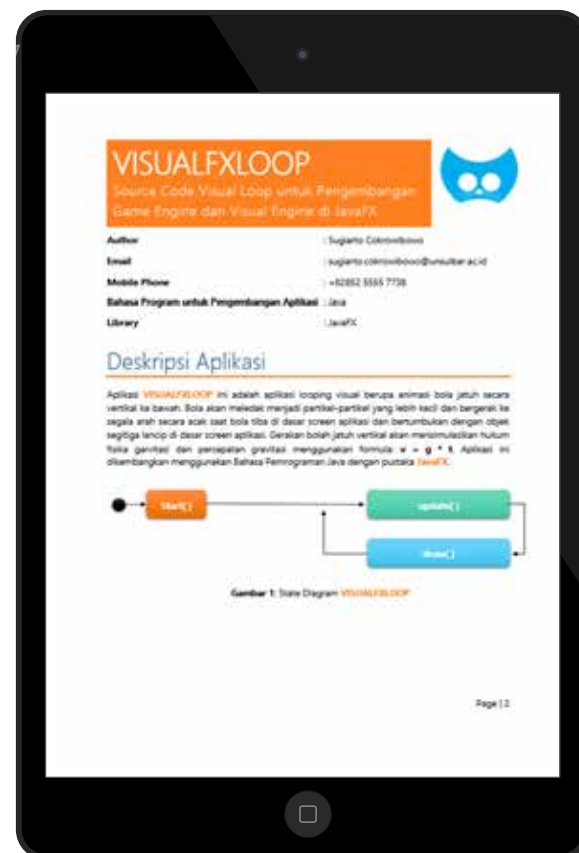 VISUALFXLOOP
Source Code Visual Loop untuk Pengembangan
Game Engine dan Visual Engine di JavaFX
Author : Sugiarto Cokrowibowo
Email : sugiarto.cokrowibowo@unsulbar.ac.id
Mobile Phone : +62852 5555 7738
Bahasa Program untuk Pengembangan Aplikasi : Java
Library : JavaFX
Deskripsi Aplikasi
Aplikasi VISUALFXLOOP ini adalah aplikasi looping visual berupa animasi bola jatuh secara
vertikal ke bawah. Bola akan meledak menjadi partikel-partikel yang lebih kecil dan bergerak ke
segala arah secara acak saat bola tiba di dasar screen aplikasi dan bertumbukan dengan objek
segitiga lancip di dasar screen aplikasi. Gerakan bolah jatuh vertikal akan mensimulasikan hukum
fisika garvitasi dan percepatan gravitasi menggunakan formula v = g * t. Aplikasi ini
dikembangkan menggunakan Bahasa Pemrograman Java dengan pustaka JavaFX.
Start()
update()
draw()
Gambar 1: State Diagram VISUALFXLOOP
Page | 2